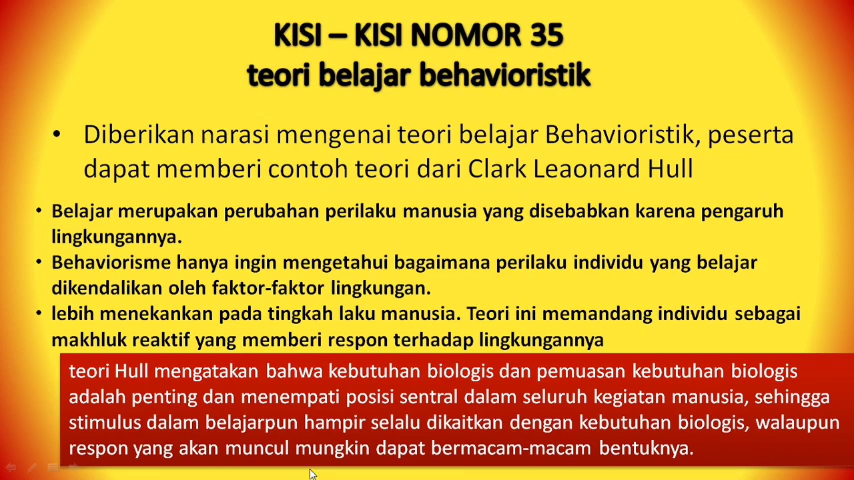 KISI – KISI NOMOR 35
teori belajar behavioristik
• Diberikan narasi mengenai teori belajar Behavioristik, peserta
dapat memberi contoh teori dari Clark Leaonard Hull
• Belajar merupakan perubahan perilaku manusia yang disebabkan karena pengaruh
lingkungannya.
• Behaviorisme hanya ingin mengetahui bagaimana perilaku individu yang belajar
dikendalikan oleh faktor-faktor lingkungan.
• lebih menekankan pada tingkah laku manusia. Teori ini memandang individu sebagai
makhluk reaktif yang memberi respon terhadap lingkungannya
teori Hull mengatakan bahwa kebutuhan biologis dan pemuasan kebutuhan biologis
adalah penting dan menempati posisi sentral dalam seluruh kegiatan manusia, sehingga
stimulus dalam belajarpun hampir selalu dikaitkan dengan kebutuhan biologis, walaupun
respon yang akan muncul mungkin dapat bermacam-macam bentuknya.